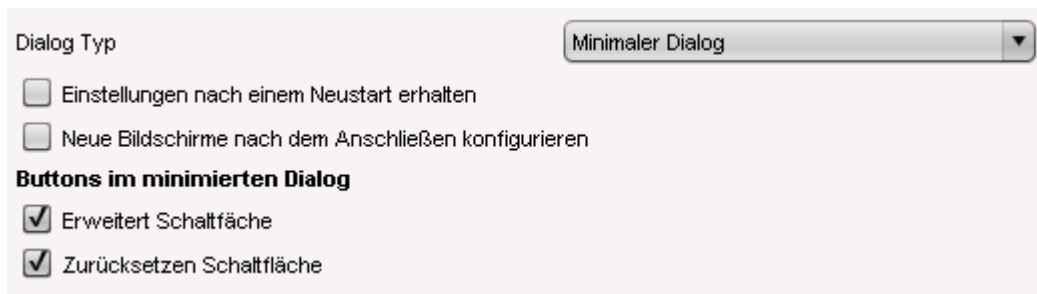 Dialog Typ Minimaler Dialog
Einstellungen nach einem Neustart erhalten
Neue Bildschirme nach dem Anschließen konfigurieren
Buttons im minimierten Dialog
Erweitert Schaltfäche
Zurücksetzen Schaltfläche